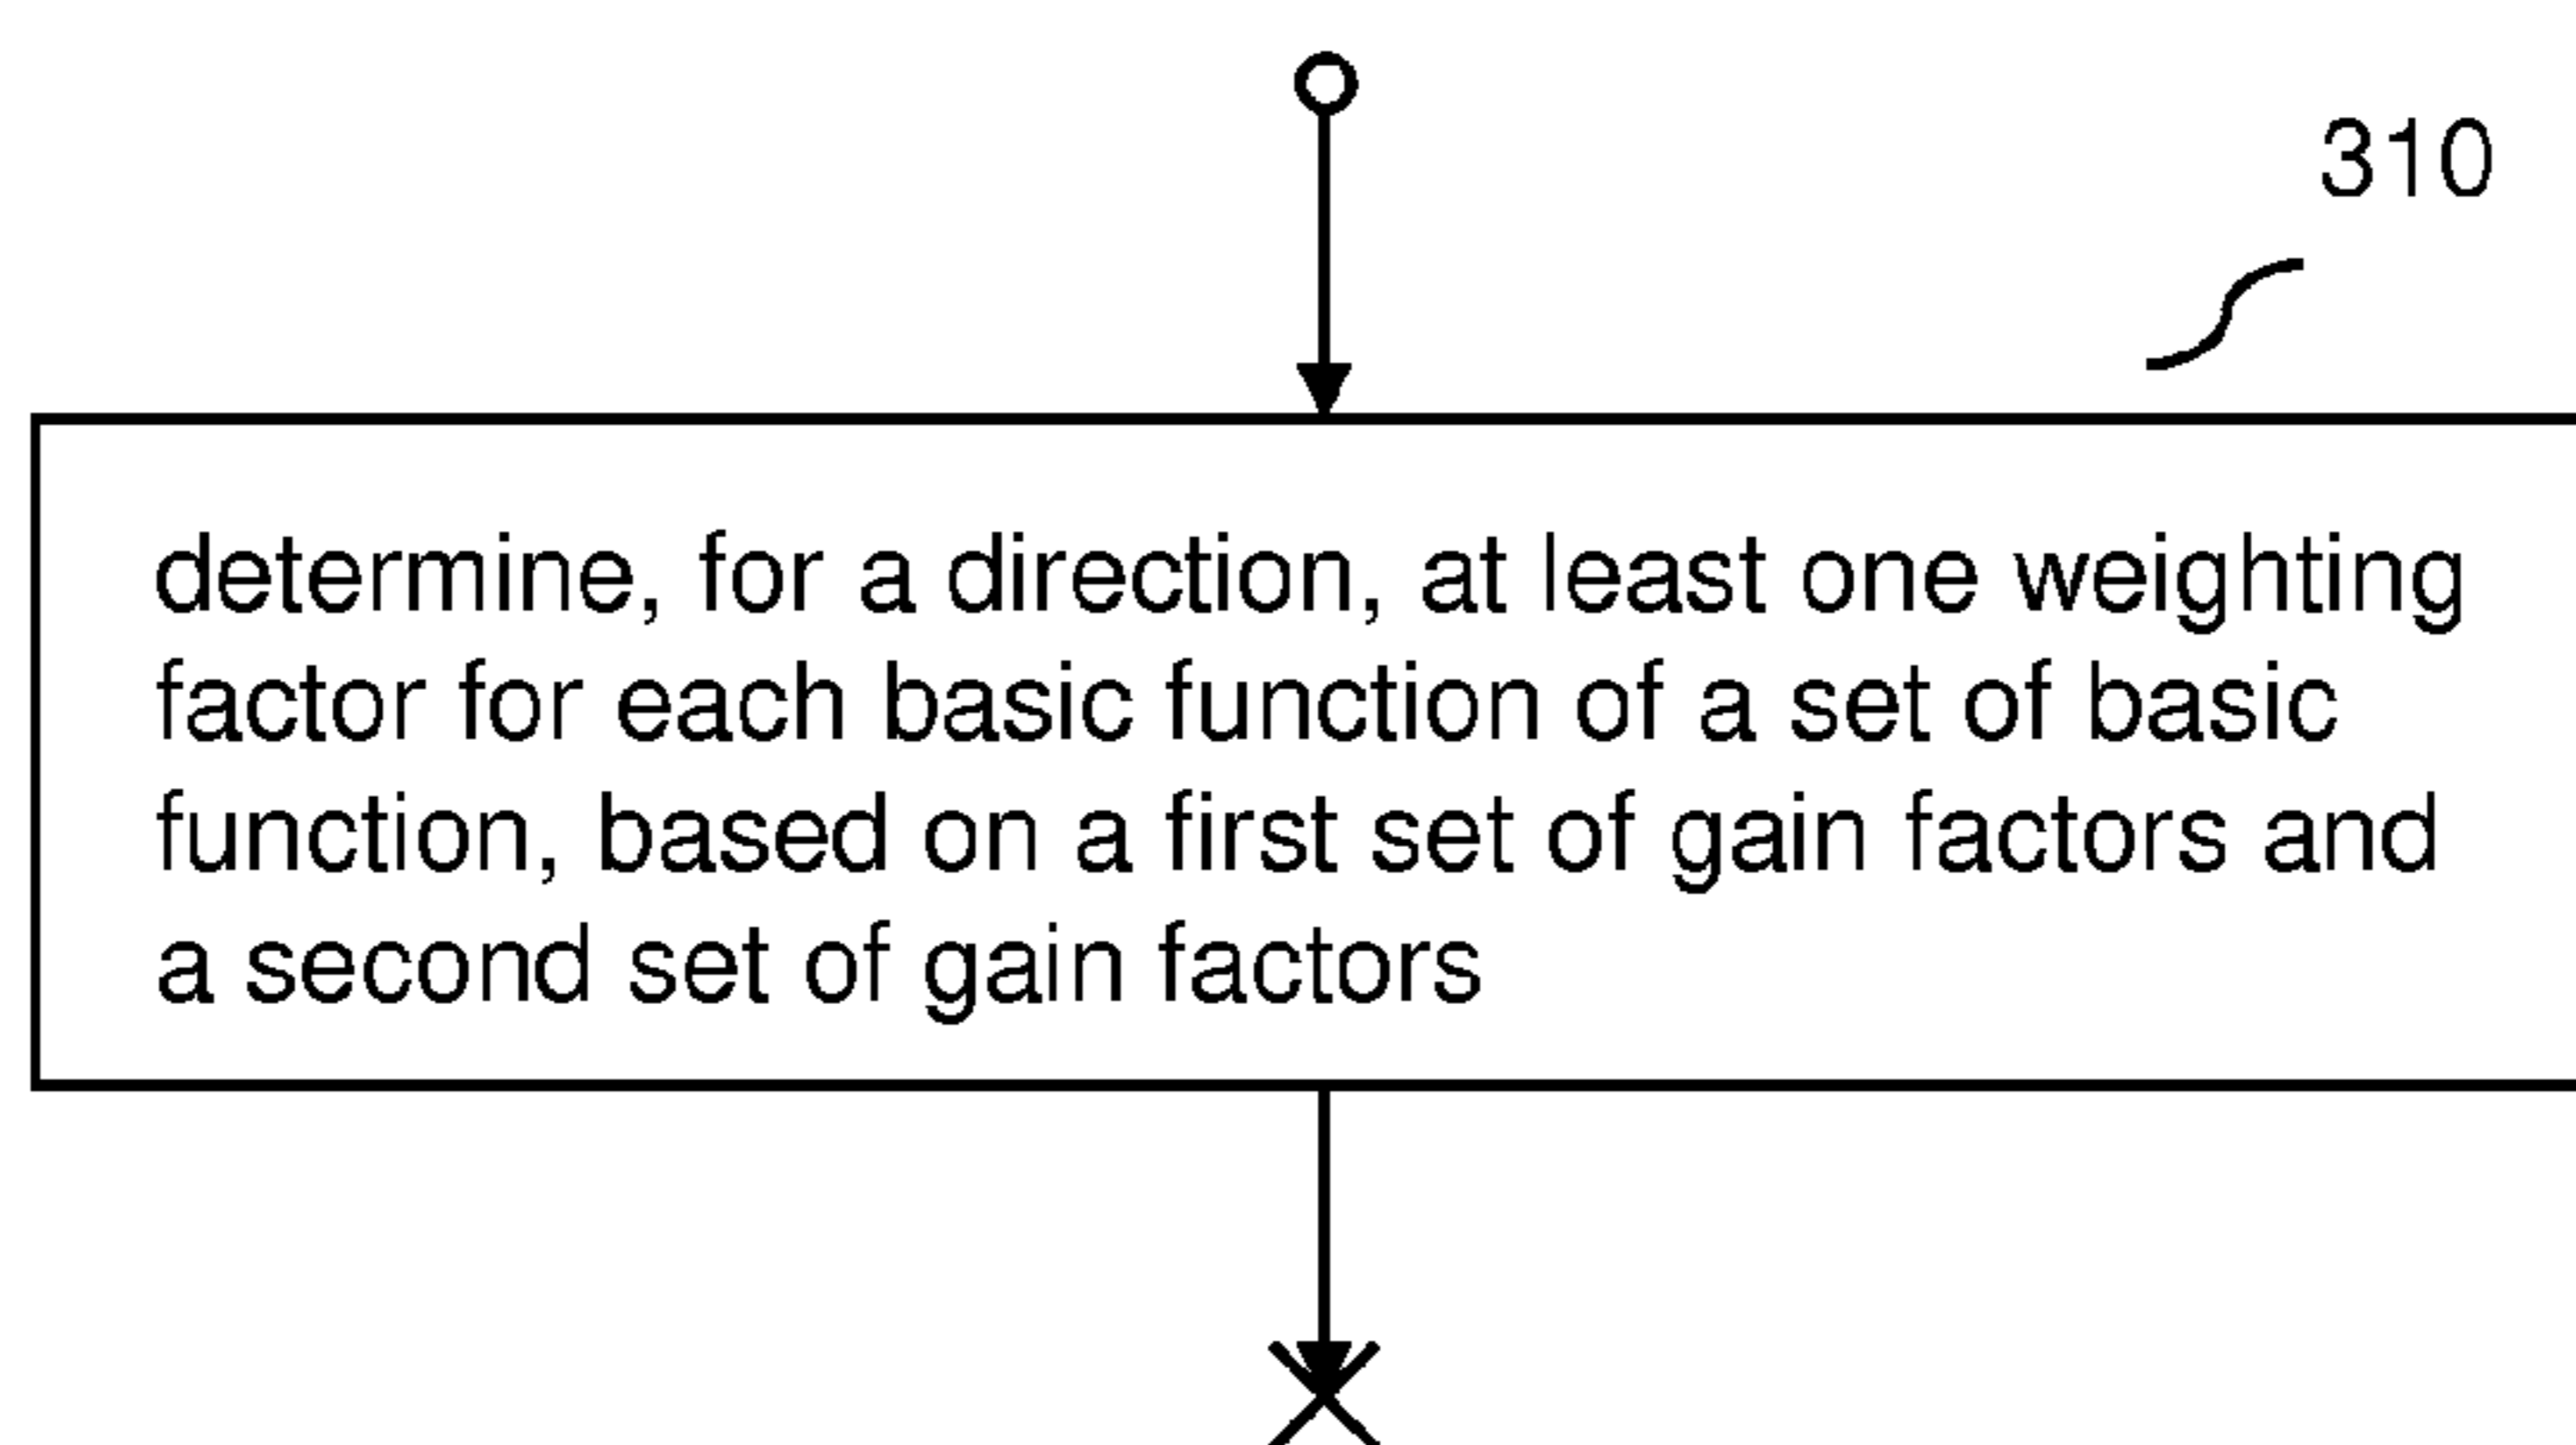 310
determine, for a direction, at least one weighting
factor for each basic function of a set of basic
function, based on a first set of gain factors and
a second set of gain factors